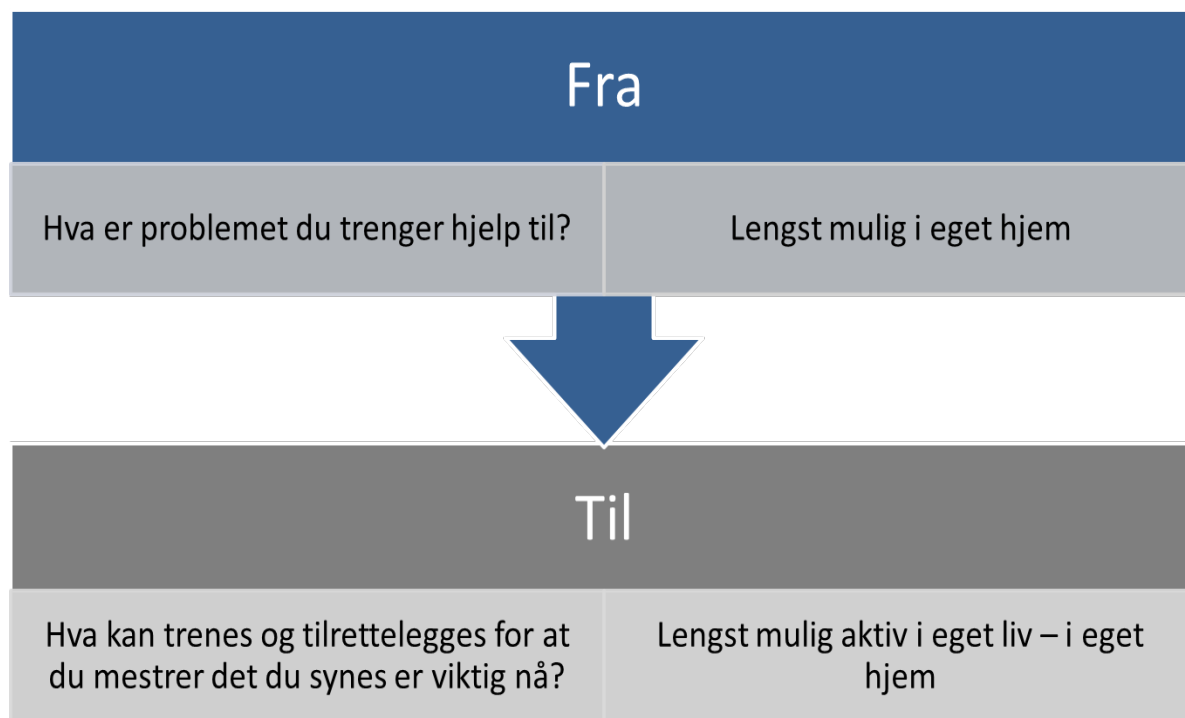 Fra
Hva er problemet du trenger hjelp til?
Lengst mulig i eget hjem
Til
Hva kan trenes og tilrettelegges for at
du mestrer det du synes er viktig nå?
Lengst mulig aktiv i eget liv – i eget
hjem